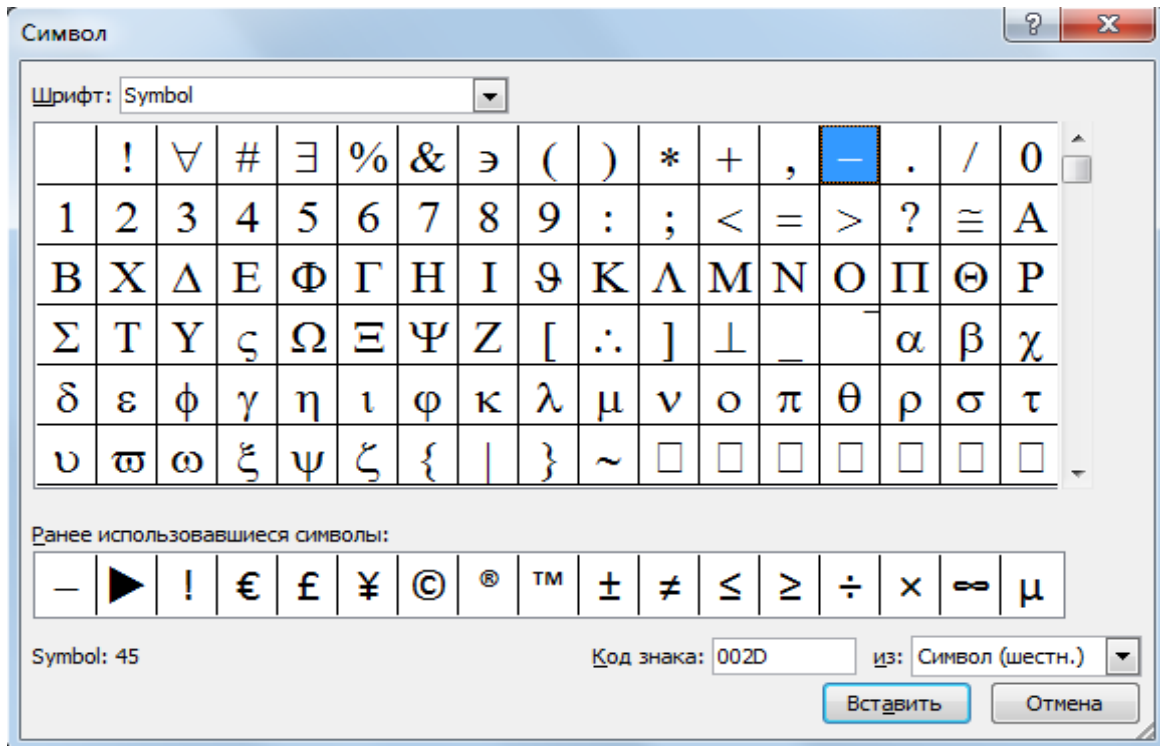 Символ
Шрифт: Symbol
! ∀ # ∃ % & ϶ ( ) * + , − . / 0
1 2 3 4 5 6 7 8 9 : ; < = > ? ≅ Α
Β Χ Δ Ε Φ Γ Η Ι ϑ Κ Λ Μ Ν Ο Π Θ Ρ
Σ Τ Υ ς Ω Ξ Ψ Ζ [ ∴ ] ⊥ _ ‾ α β χ
δ ε ϕ γ η ι φ κ λ μ ν ο π θ ρ σ τ
υ ϖ ω ξ ψ ζ { | } ~ □ □ □ □ □ □ □
Ранее использовавшиеся символы:
− ► ! € £ ¥ © ® ™ ± ≠ ≤ ≥ ÷ × ∞ µ
Symbol: 45 Код знака: 002D из: Символ (шестн.)
Вставить Отмена